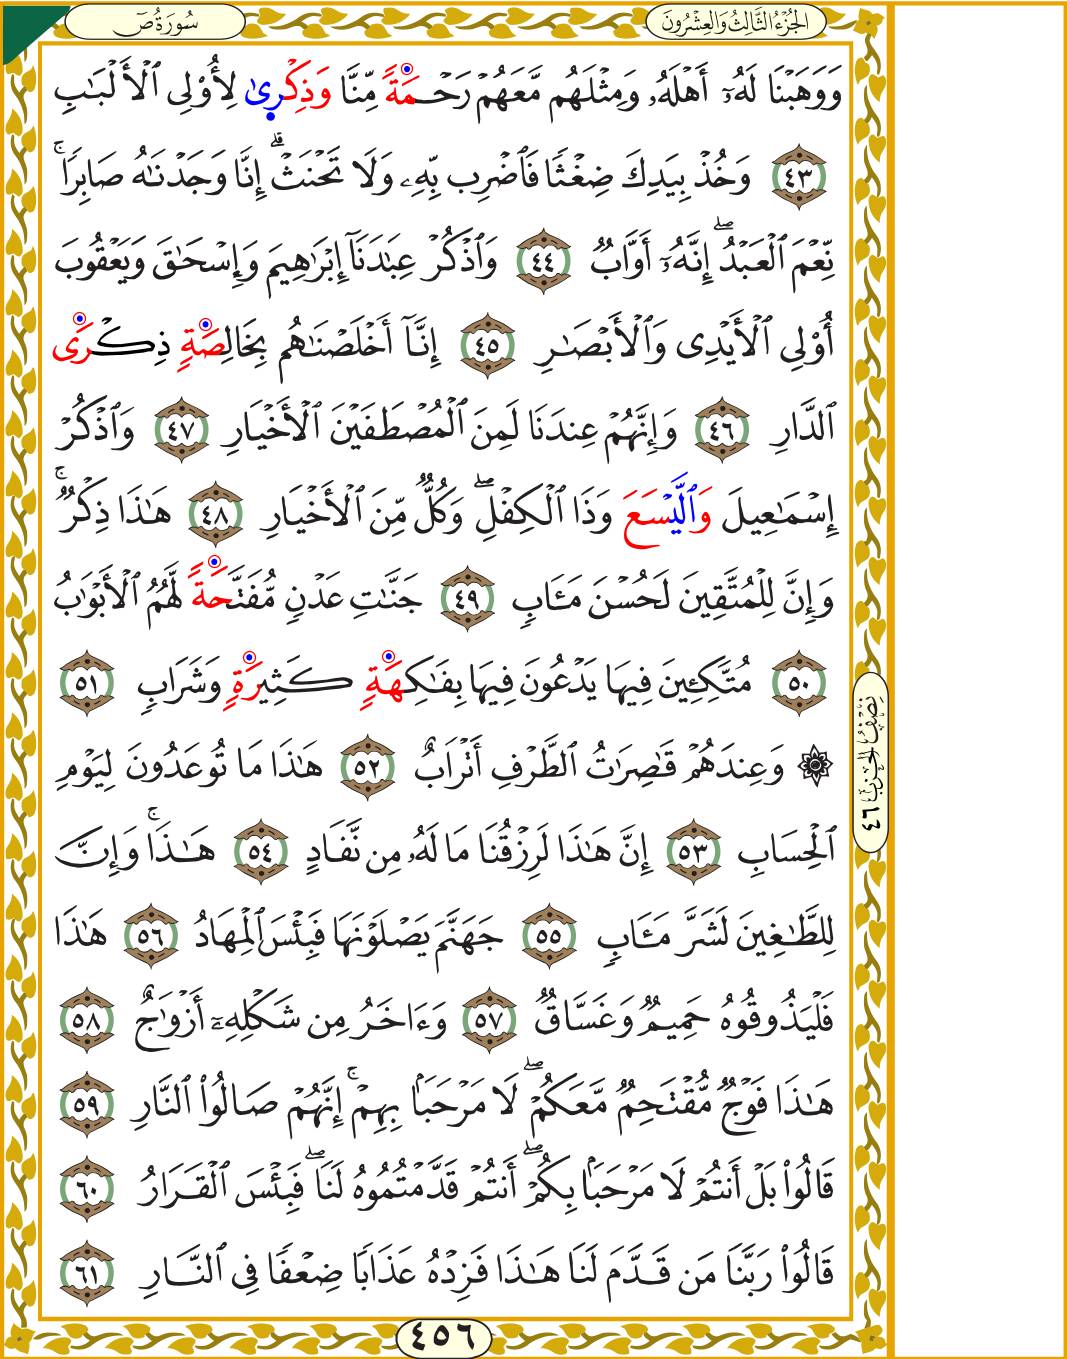 سُورَةُ صٓ
الجُزْءُ الثَّالِثُ وَالعِشْرُونَ
وَوَهَبْنَا لَهُۥٓ أَهْلَهُۥ وَمِثْلَهُم مَّعَهُمْ رَحْمَةً مِّنَّا وَذِكْرِىٰ لِأُو۟لِى ٱلْأَلْبَـٰبِ
٤٣ وَخُذْ بِيَدِكَ ضِغْثًا فَٱضْرِب بِّهِۦ وَلَا تَحْنَثْ ۗ إِنَّا وَجَدْنَـٰهُ صَابِرًا ۚ
نِّعْمَ ٱلْعَبْدُ ۖ إِنَّهُۥٓ أَوَّابٌ ٤٤ وَٱذْكُرْ عِبَـٰدَنَآ إِبْرَٰهِيمَ وَإِسْحَـٰقَ وَيَعْقُوبَ
أُو۟لِى ٱلْأَيْدِى وَٱلْأَبْصَـٰرِ ٤٥ إِنَّآ أَخْلَصْنَـٰهُم بِخَالِصَةٍ ذِكْرَى
ٱلدَّارِ ٤٦ وَإِنَّهُمْ عِندَنَا لَمِنَ ٱلْمُصْطَفَيْنَ ٱلْأَخْيَارِ ٤٧ وَٱذْكُرْ
إِسْمَـٰعِيلَ وَٱلَّيْسَعَ وَذَا ٱلْكِفْلِ ۖ وَكُلٌّ مِّنَ ٱلْأَخْيَارِ ٤٨ هَـٰذَا ذِكْرٌ ۚ
وَإِنَّ لِلْمُتَّقِينَ لَحُسْنَ مَـَٔابٍ ٤٩ جَنَّـٰتِ عَدْنٍ مُّفَتَّحَةً لَّهُمُ ٱلْأَبْوَٰبُ
٥٠ مُتَّكِـِٔينَ فِيهَا يَدْعُونَ فِيهَا بِفَـٰكِهَةٍ كَثِيرَةٍ وَشَرَابٍ ٥١
۞ وَعِندَهُمْ قَـٰصِرَٰتُ ٱلطَّرْفِ أَتْرَابٌ ٥٢ هَـٰذَا مَا تُوعَدُونَ لِيَوْمِ
ٱلْحِسَابِ ٥٣ إِنَّ هَـٰذَا لَرِزْقُنَا مَا لَهُۥ مِن نَّفَادٍ ٥٤ هَـٰذَا ۚ وَإِنَّ
لِلطَّـٰغِينَ لَشَرَّ مَـَٔابٍ ٥٥ جَهَنَّمَ يَصْلَوْنَهَا فَبِئْسَ ٱلْمِهَادُ ٥٦ هَـٰذَا
فَلْيَذُوقُوهُ حَمِيمٌ وَغَسَّاقٌ ٥٧ وَءَاخَرُ مِن شَكْلِهِۦٓ أَزْوَٰجٌ ٥٨
هَـٰذَا فَوْجٌ مُّقْتَحِمٌ مَّعَكُمْ ۖ لَا مَرْحَبًۢا بِهِمْ ۚ إِنَّهُمْ صَالُوا۟ ٱلنَّارِ ٥٩
قَالُوا۟ بَلْ أَنتُمْ لَا مَرْحَبًۢا بِكُمْ ۖ أَنتُمْ قَدَّمْتُمُوهُ لَنَا ۖ فَبِئْسَ ٱلْقَرَارُ ٦٠
قَالُوا۟ رَبَّنَا مَن قَدَّمَ لَنَا هَـٰذَا فَزِدْهُ عَذَابًا ضِعْفًا فِى ٱلنَّارِ ٦١
نِصْفُ الحِزْبِ ٤٦
٤٥٦